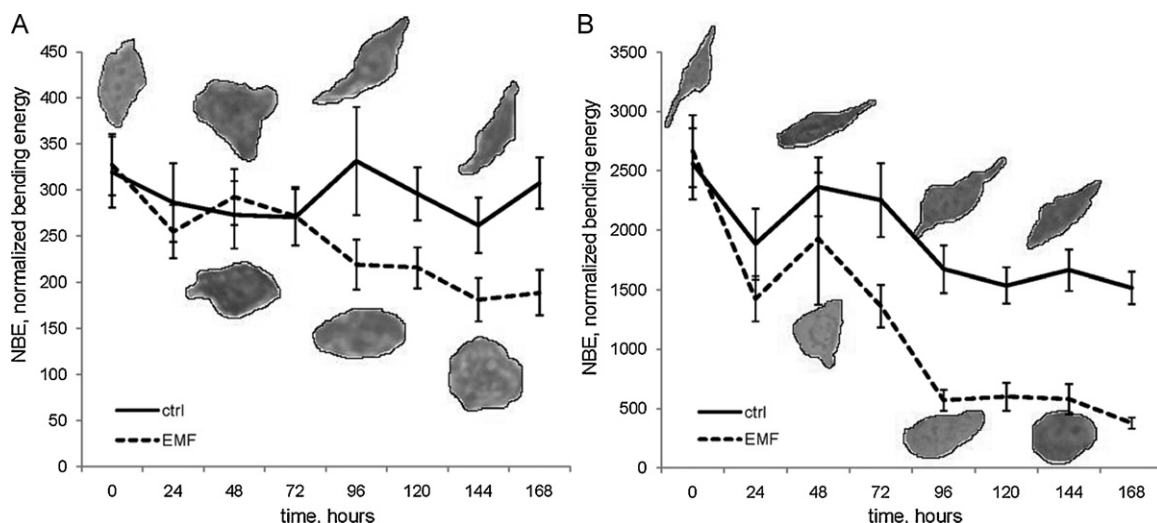 A
NBE, normalized bending energy
450
400
350
300
250
200
150
100
50
0
ctrl
EMF
0 24 48 72 96 120 144 168
time, hours
B
NBE, normalized bending energy
3500
3000
2500
2000
1500
1000
500
0
ctrl
EMF
0 24 48 72 96 120 144 168
time, hours